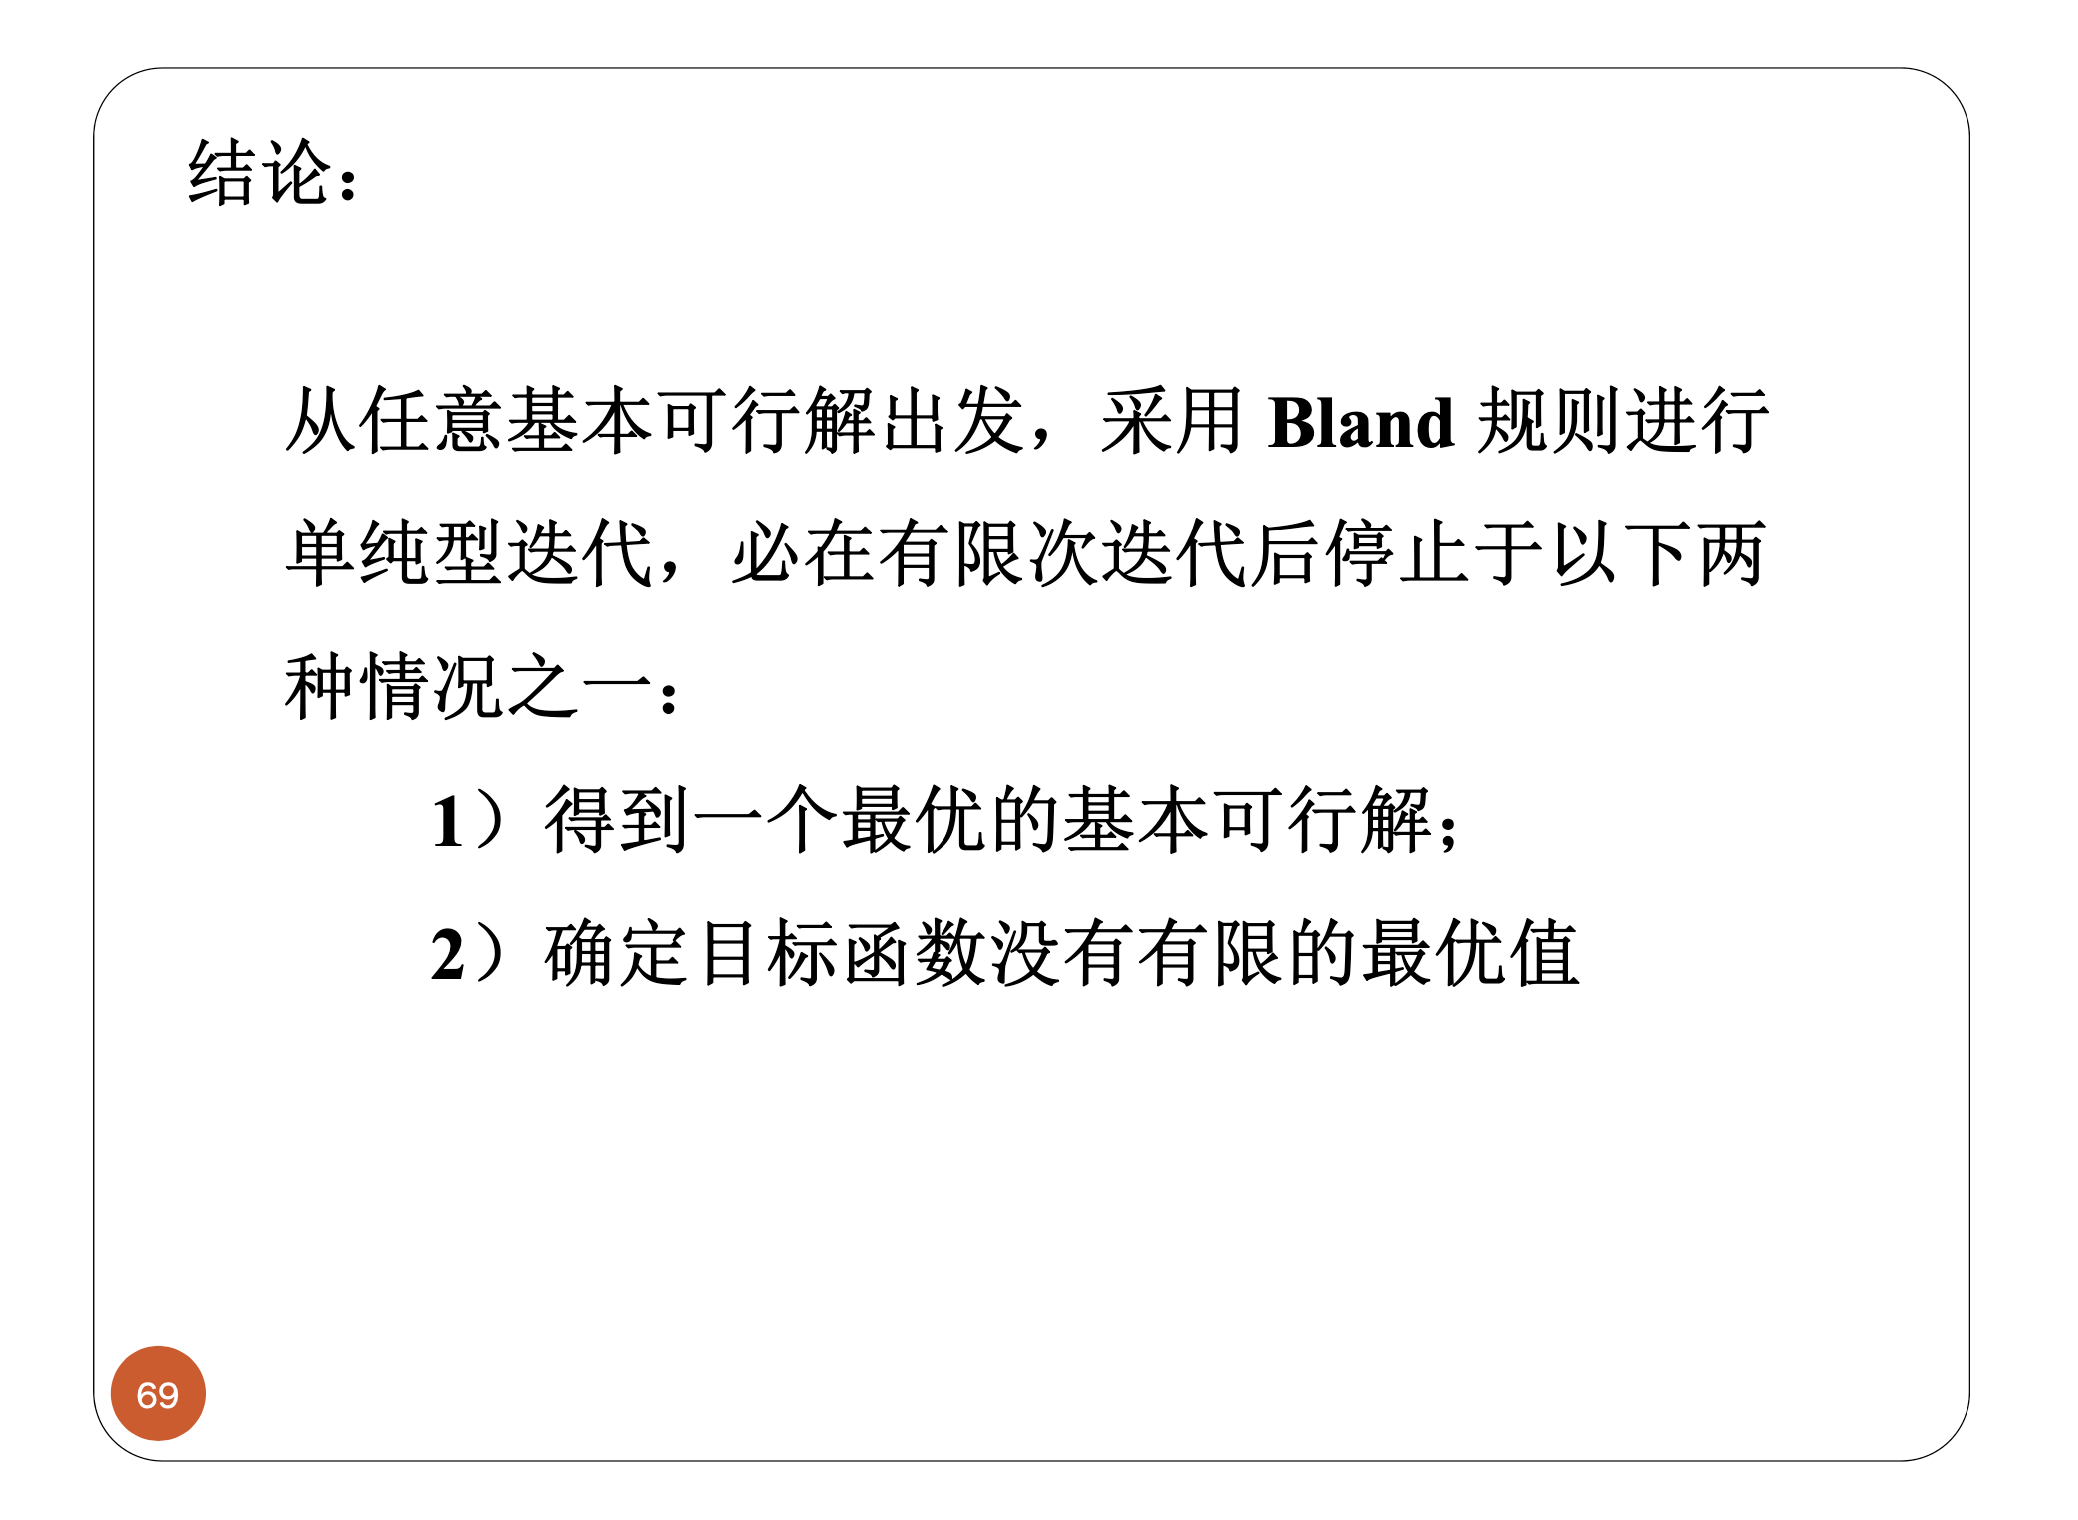 结论：
从任意基本可行解出发，采用 Bland 规则进行
单纯型迭代，必在有限次迭代后停止于以下两
种情况之一：
1）得到一个最优的基本可行解；
2）确定目标函数没有有限的最优值
69